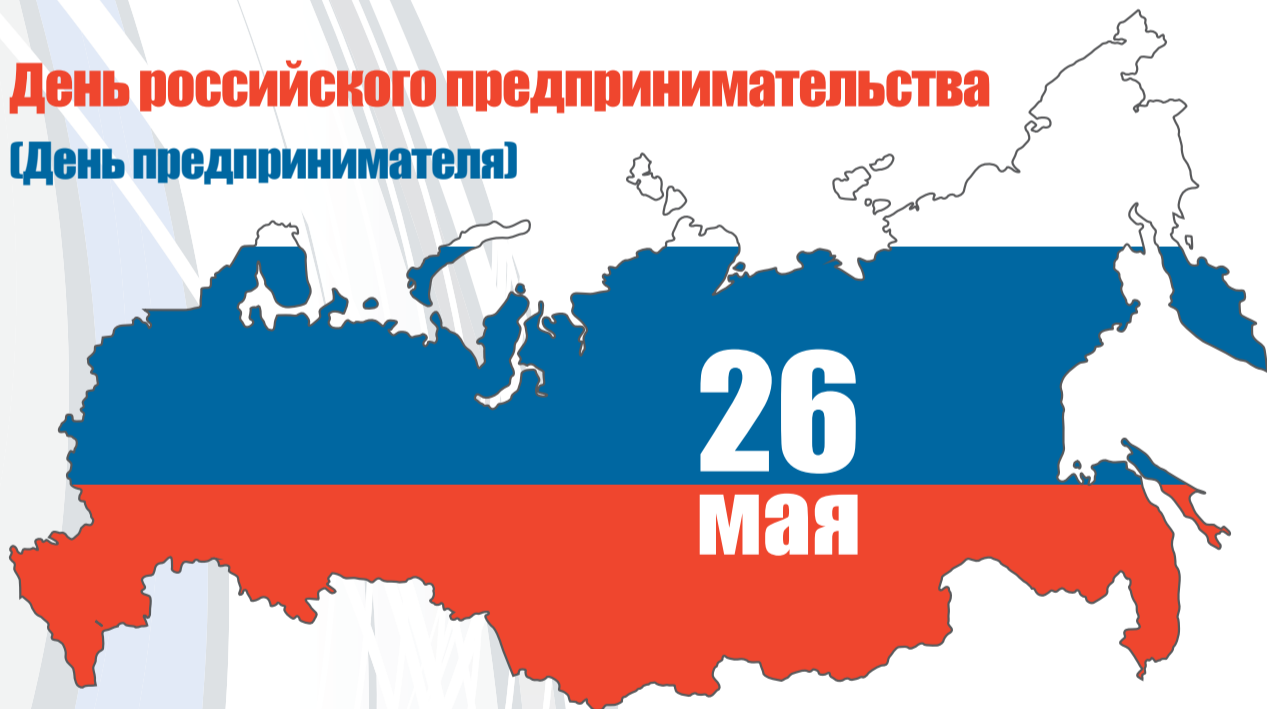 День российского предпринимательства
(День предпринимателя)
26
мая